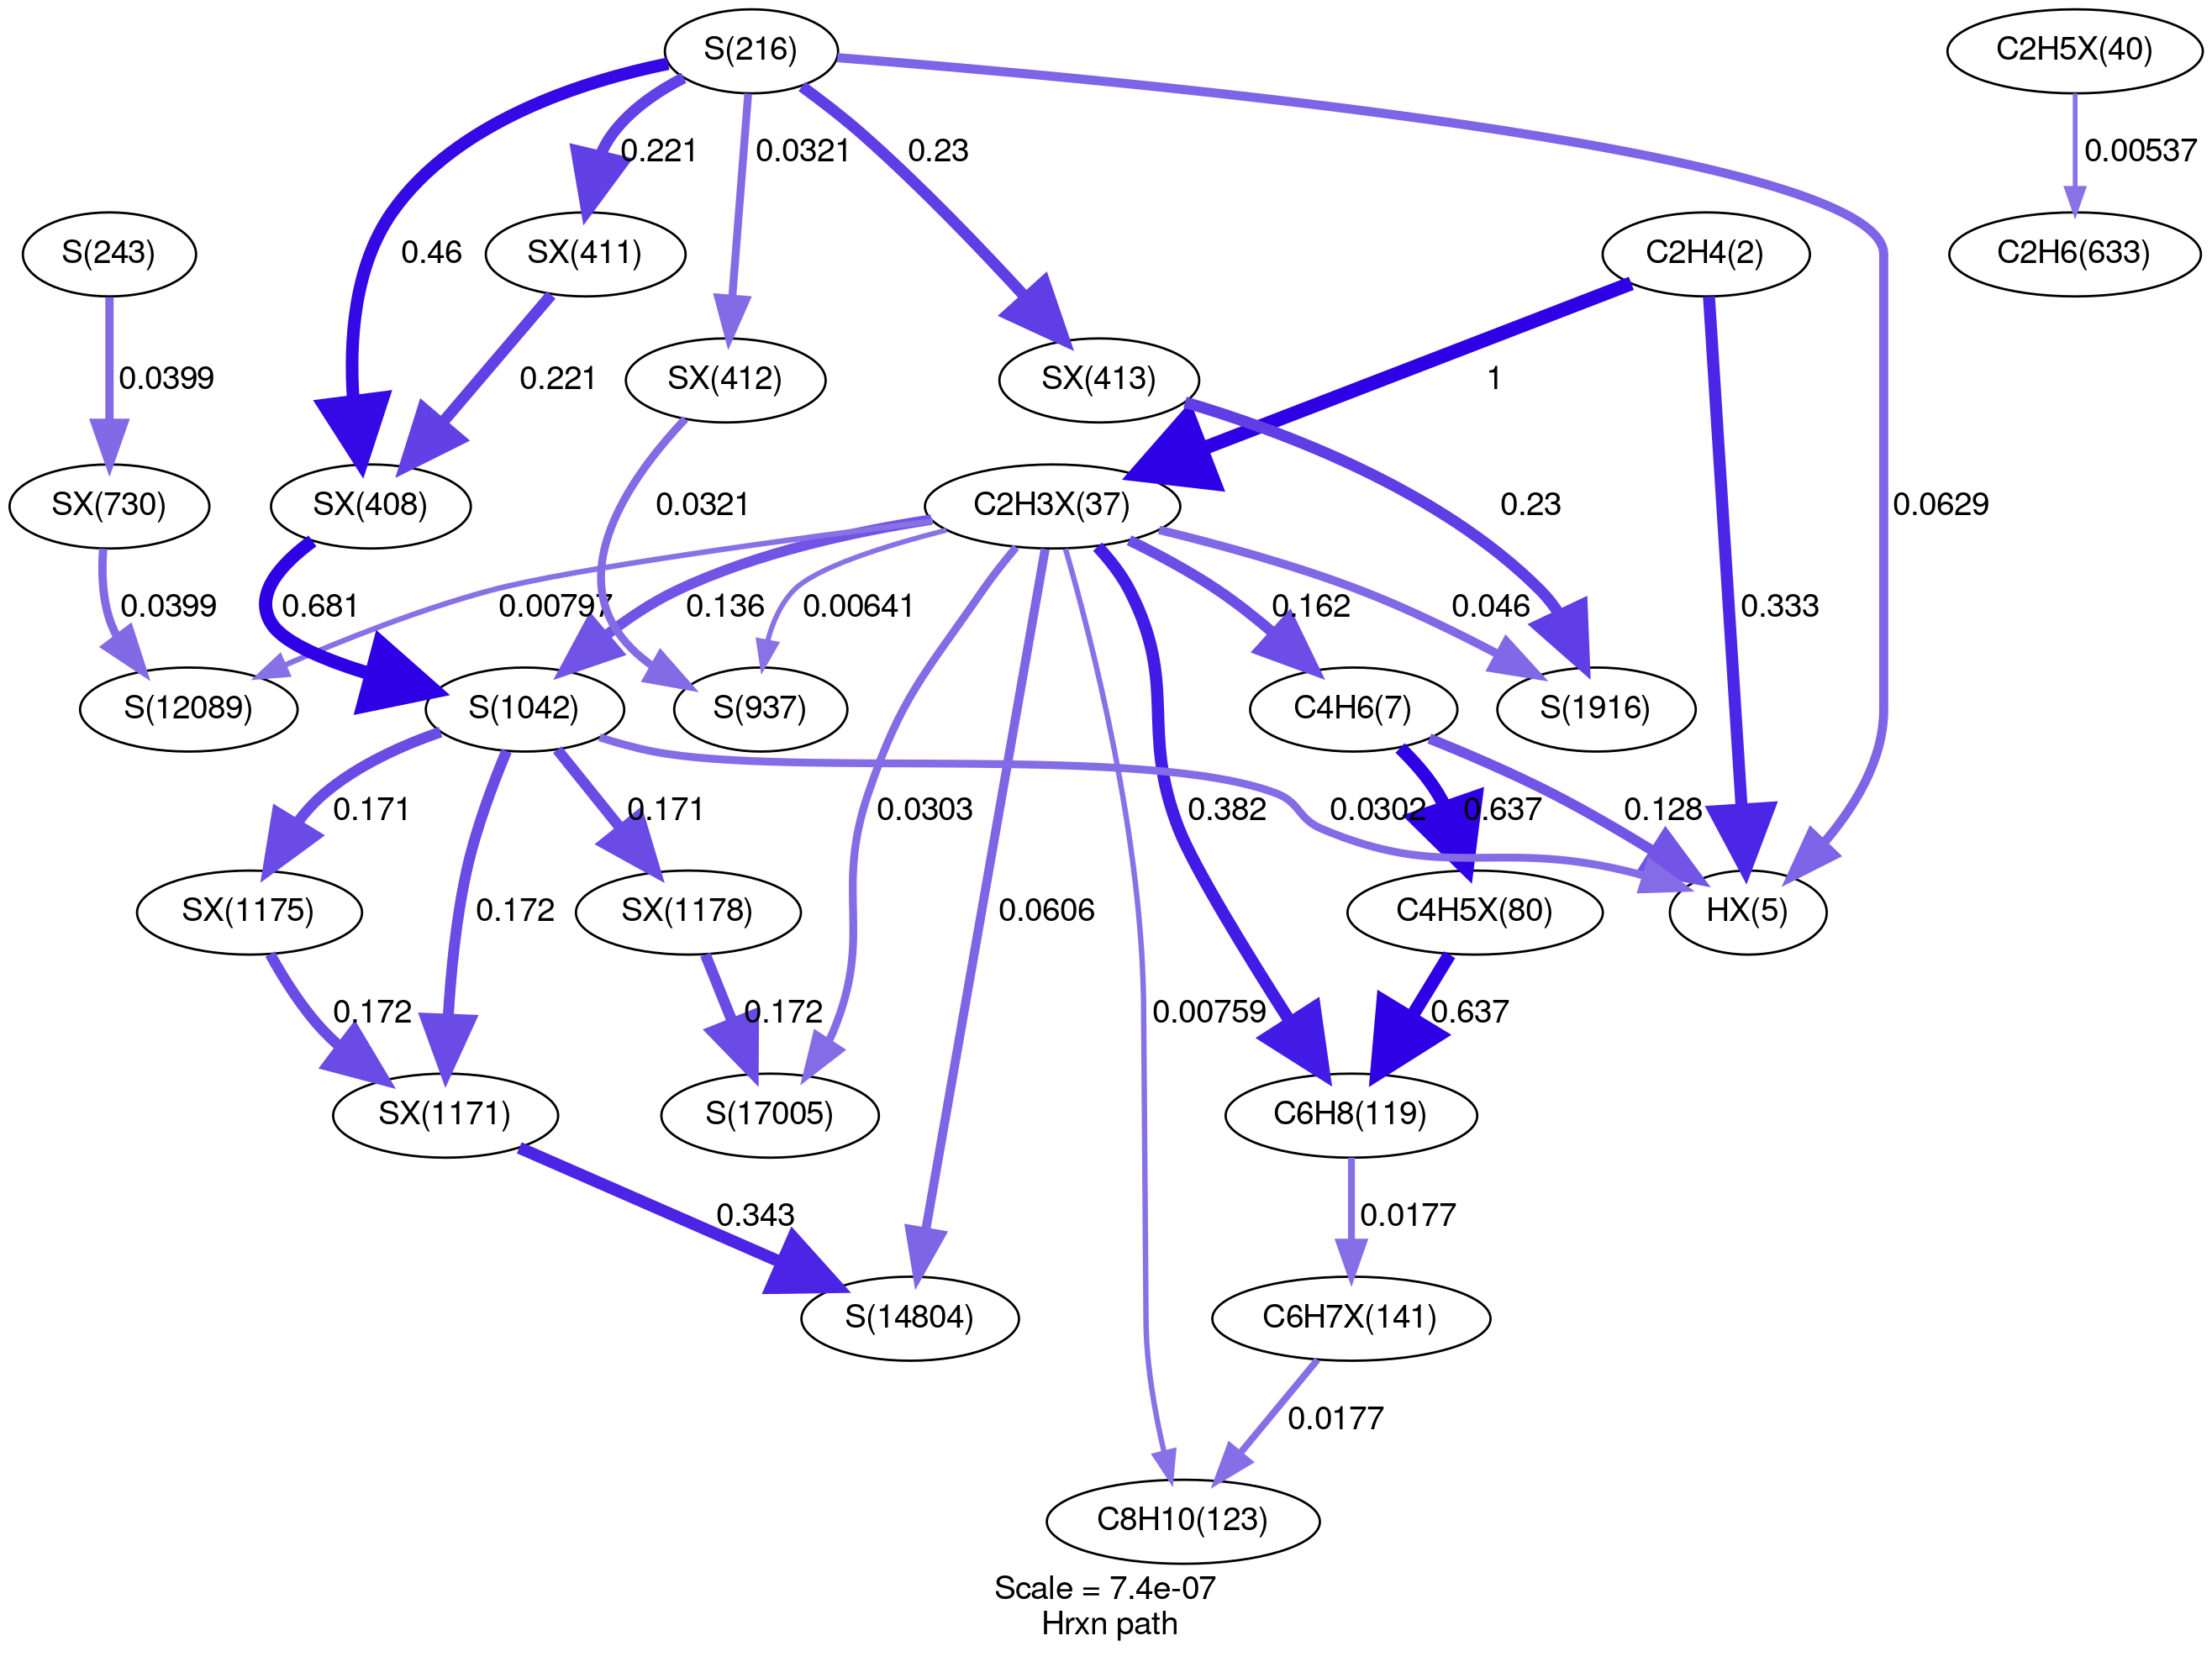 S(216)
C2H5X(40)
0.221
0.0321
0.23
0.00537
S(243)
0.46
SX(411)
C2H4(2)
C2H6(633)
0.0399
0.221
SX(412)
SX(413)
1
SX(730)
SX(408)
0.0321
C2H3X(37)
0.23
0.0629
0.0399
0.681
0.00797
0.136
0.00641
0.162
0.046
0.333
S(12089)
S(1042)
S(937)
C4H6(7)
S(1916)
0.171
0.171
0.0303
0.382
0.0302
0.637
0.128
SX(1175)
0.172
SX(1178)
0.0606
C4H5X(80)
HX(5)
0.172
0.172
0.00759
0.637
SX(1171)
S(17005)
C6H8(119)
0.343
0.0177
S(14804)
C6H7X(141)
0.0177
C8H10(123)
Scale = 7.4e-07
Hrxn path